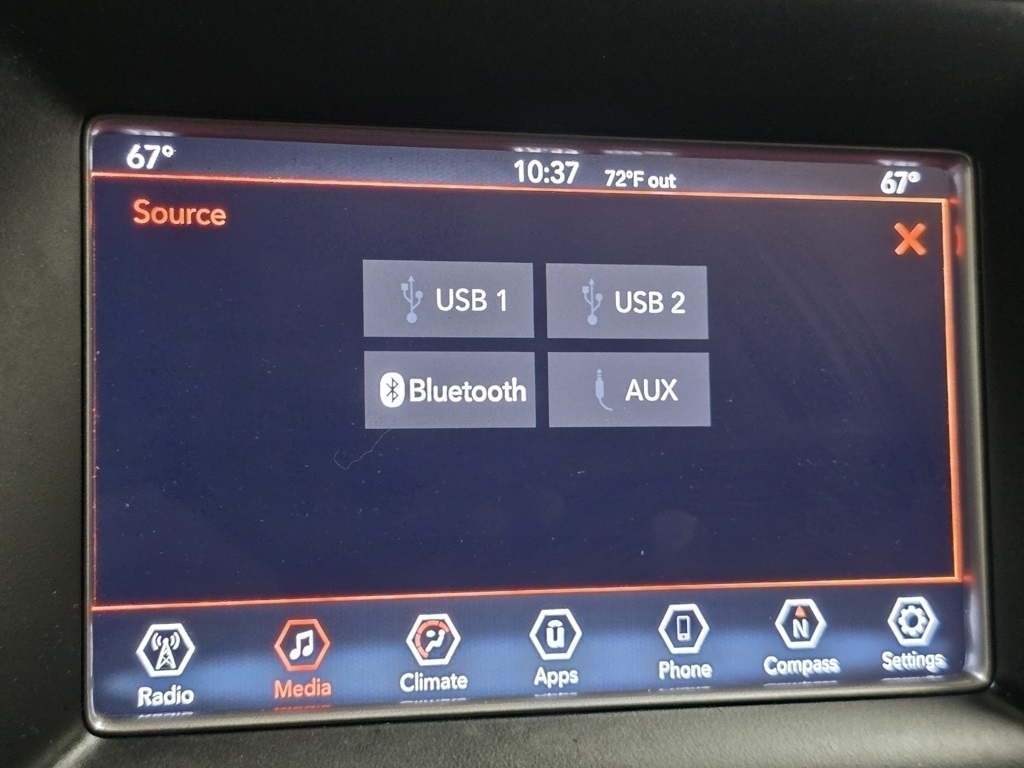 67° 10:37 72°F out 67°
Source
USB 1 USB 2
Bluetooth AUX
N
Radio Media Climate Apps Phone Compass Settings